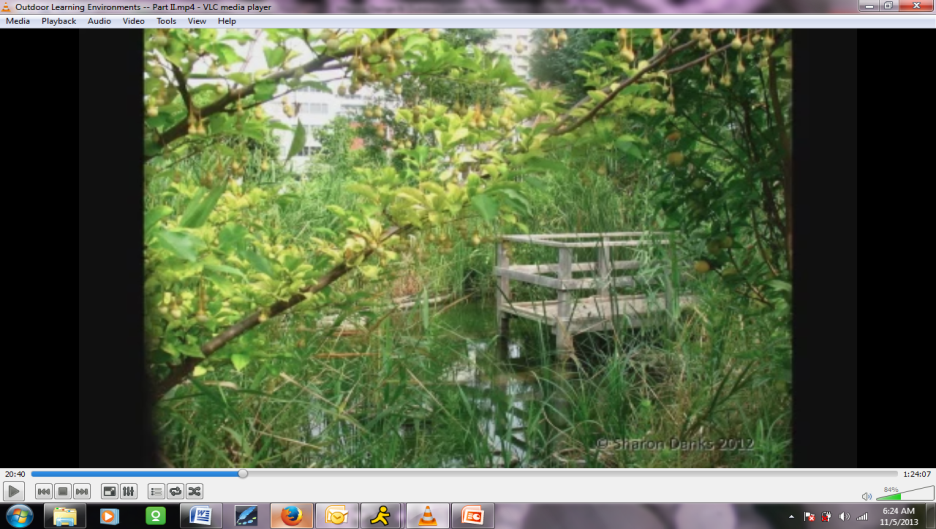 Outdoor Learning Environments -- Part II.mp4 - VLC media player
Media Playback Audio Video Tools View Help
© Sharon Danks 2012
20:40
1:24:07
84%
6:24 AM
11/5/2013